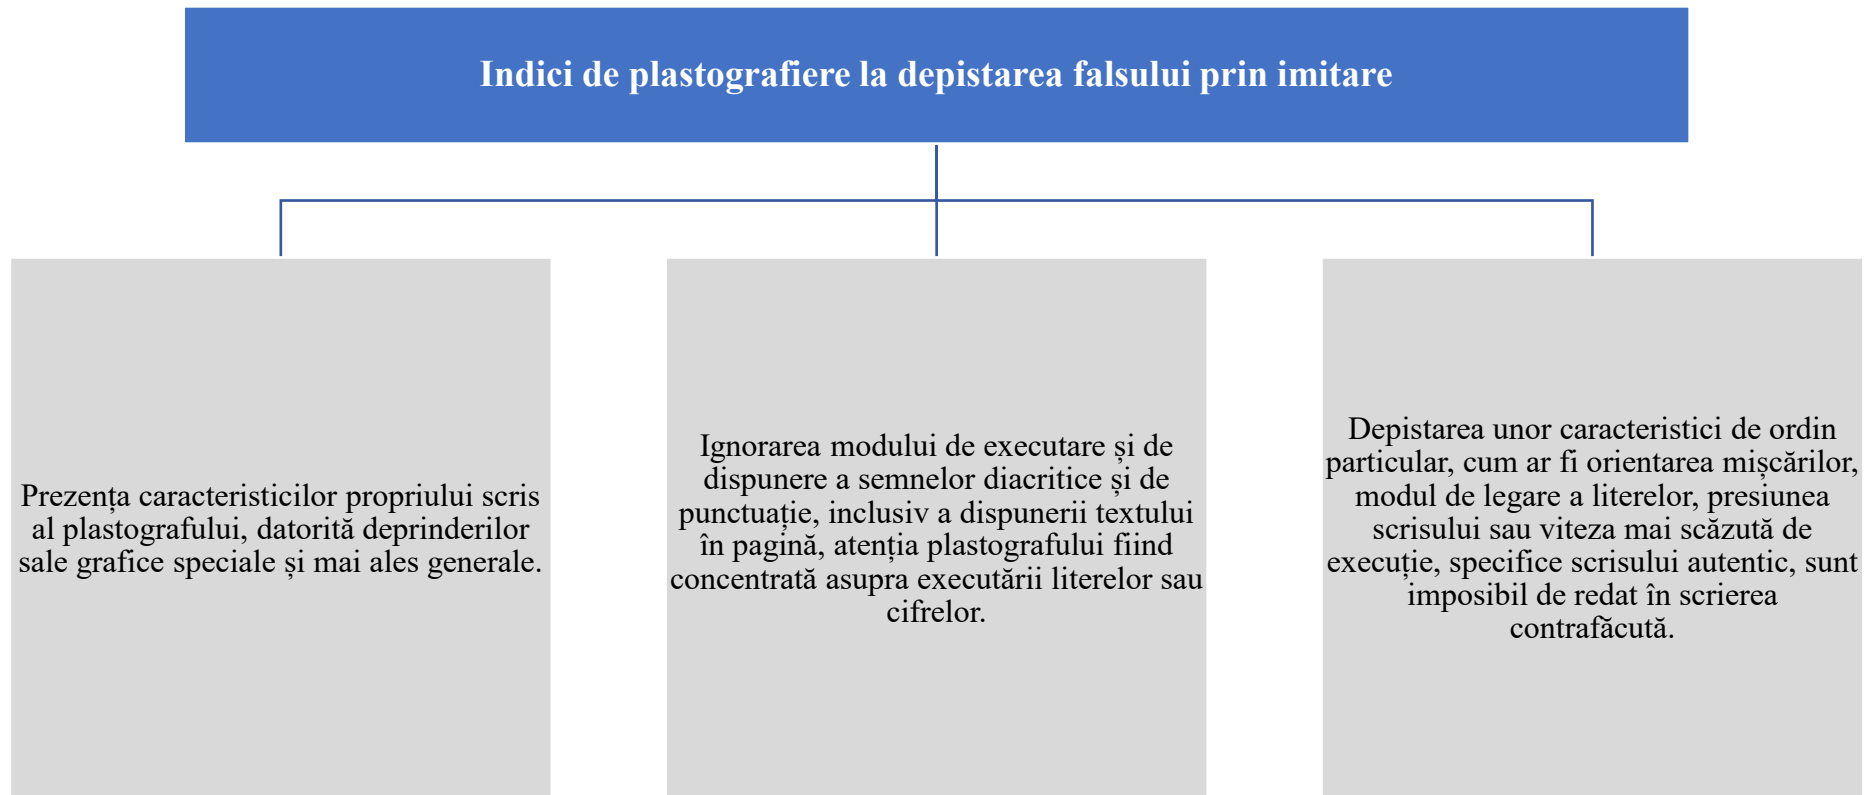 Indici de plastografiere la depistarea falsului prin imitare
Prezența caracteristicilor propriului scris
al plastografului, datorită deprinderilor
sale grafice speciale și mai ales generale.
Ignorarea modului de executare și de
dispunere a semnelor diacritice și de
punctuație, inclusiv a dispunerii textului
în pagină, atenția plastografului fiind
concentrată asupra executării literelor sau
cifrelor.
Depistarea unor caracteristici de ordin
particular, cum ar fi orientarea mișcărilor,
modul de legare a literelor, presiunea
scrisului sau viteza mai scăzută de
execuție, specifice scrisului autentic, sunt
imposibil de redat în scrierea
contrafăcută.